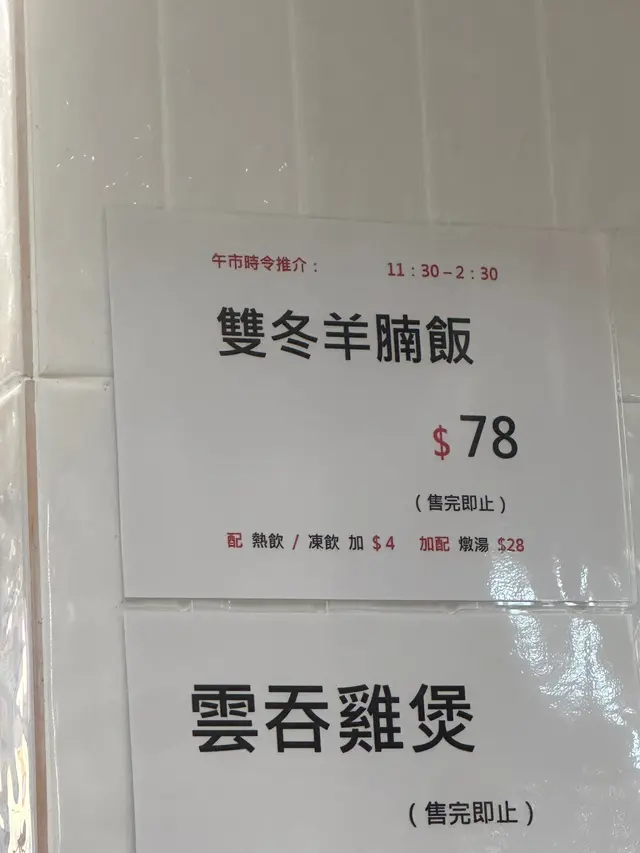 午市時令推介： 11：30－2：30
雙冬羊腩飯
$78
（售完即止）
配 熱飲 / 凍飲 加 $4 加配 燉湯 $28
雲吞雞煲
（售完即止）